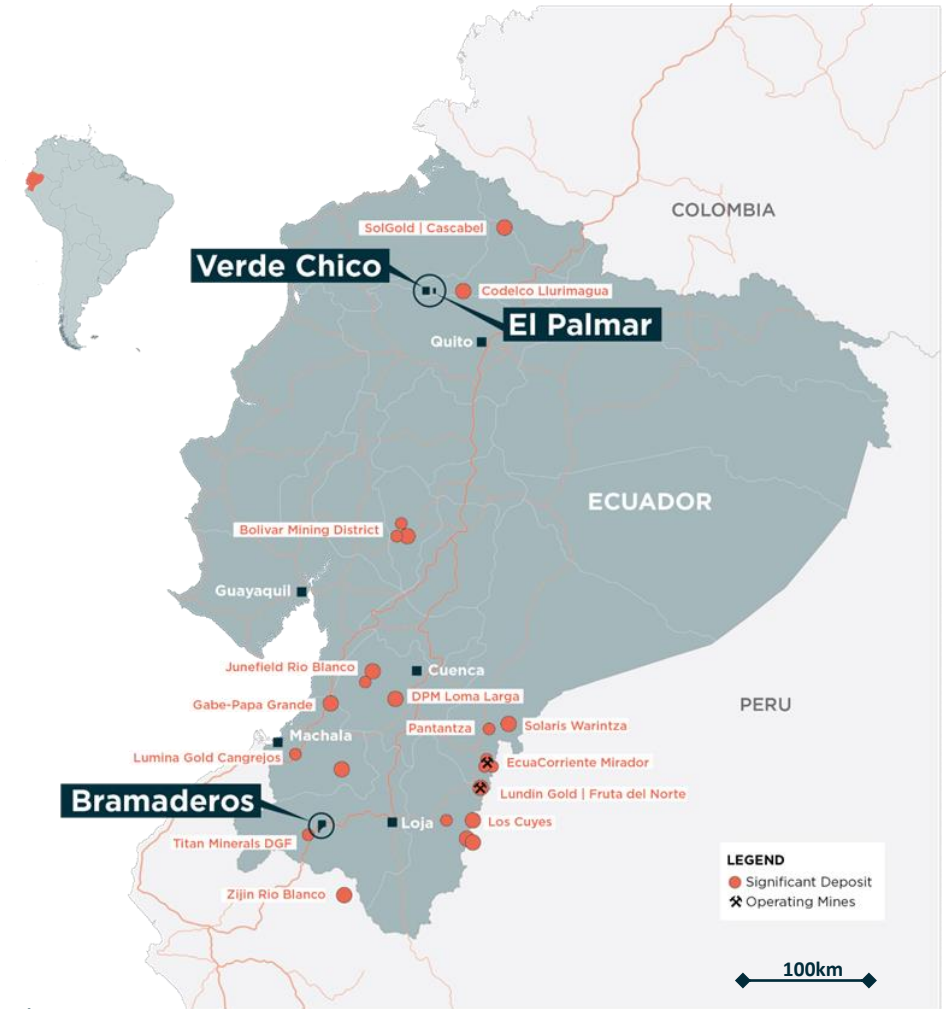 COLOMBIA
SolGold | Cascabel
Verde Chico
Codelco Llurimagua
El Palmar
Quito
ECUADOR
Bolivar Mining District
Guayaquil
Junefield Rio Blanco
Cuenca
DPM Loma Larga
Gabe-Papa Grande
PERU
Pantantza
Solaris Warintza
Machala
Lumina Gold Cangrejos
EcuaCorriente Mirador
Lundin Gold | Fruta del Norte
Bramaderos
Loja
Los Cuyes
Titan Minerals DGF
Zijin Rio Blanco
LEGEND
Significant Deposit
Operating Mines
100km